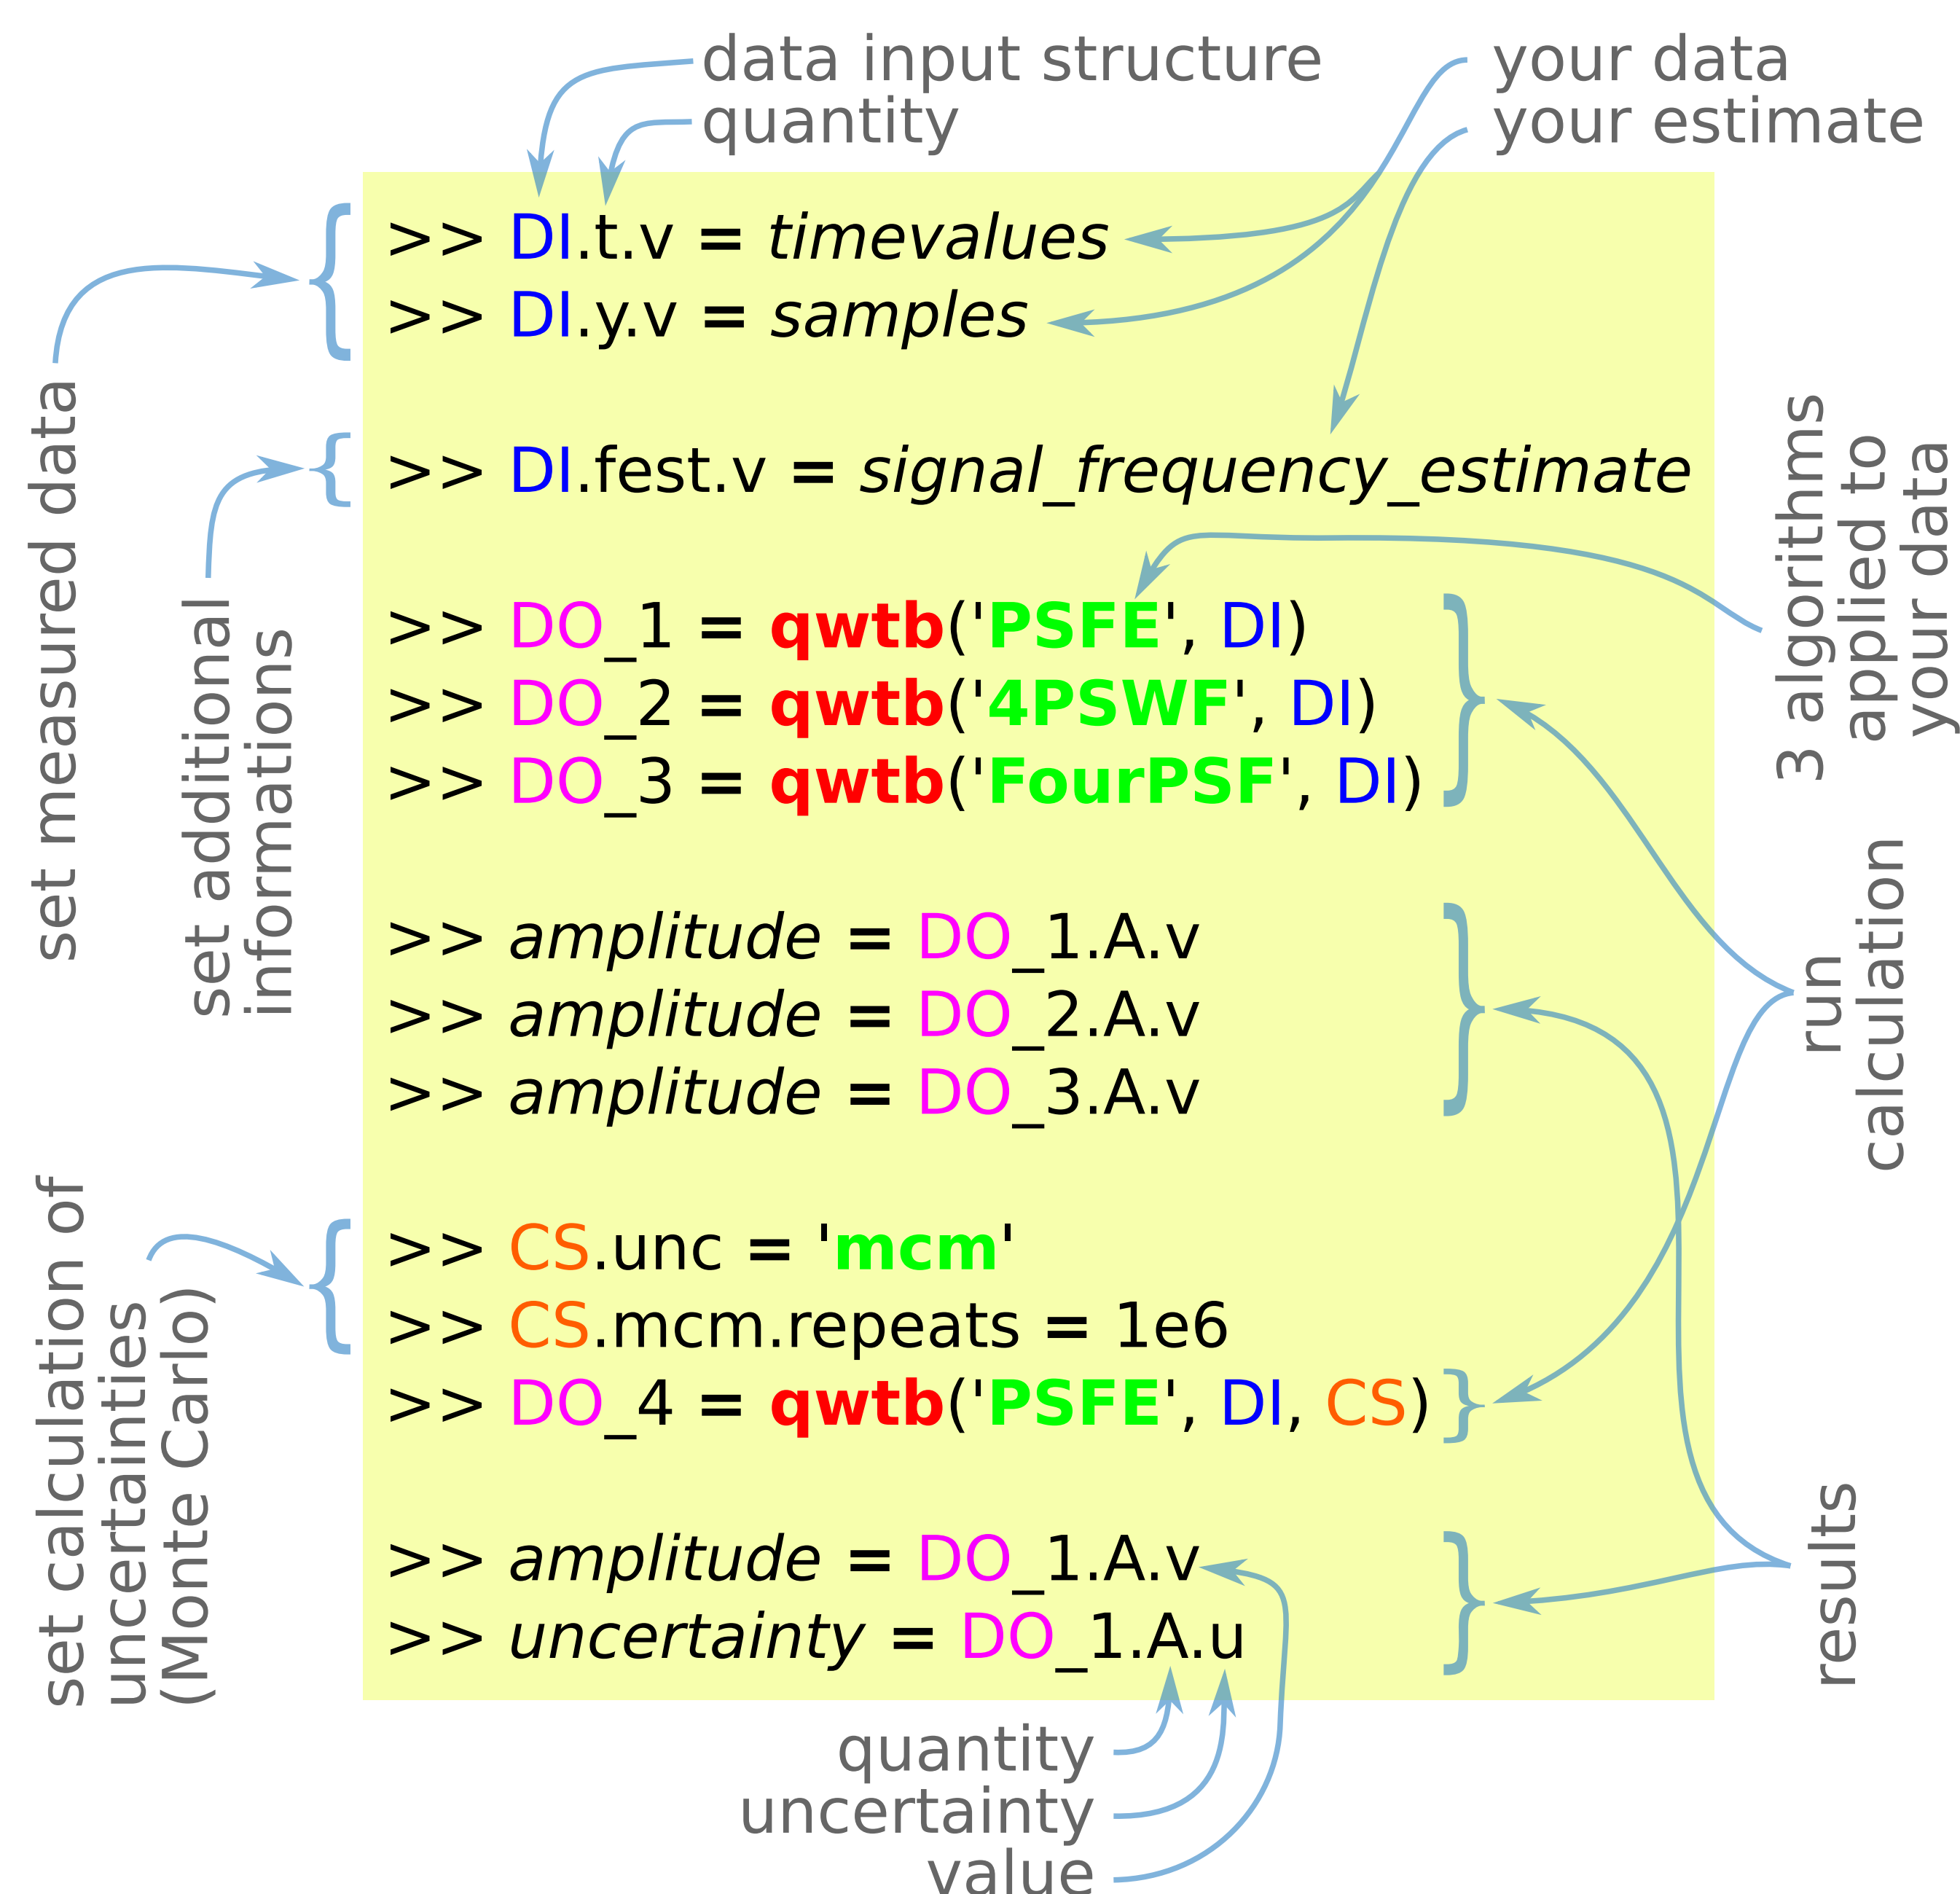 data input structure
quantity
your data
your estimate
>> DI.t.v = timevalues
>> DI.y.v = samples
>> DI.fest.v = signal_frequency_estimate
>> DO_1 = qwtb('PSFE', DI)
>> DO_2 = qwtb('4PSWF', DI)
>> DO_3 = qwtb('FourPSF', DI)
>> amplitude = DO_1.A.v
>> amplitude = DO_2.A.v
>> amplitude = DO_3.A.v
>> CS.unc = 'mcm'
>> CS.mcm.repeats = 1e6
>> DO_4 = qwtb('PSFE', DI, CS)
>> amplitude = DO_1.A.v
>> uncertainty = DO_1.A.u
set measured data
set additional
informations
set calculation of
uncertainties
(Monte Carlo)
3 algorithms
applied to
your data
run
calculation
results
quantity
uncertainty
value